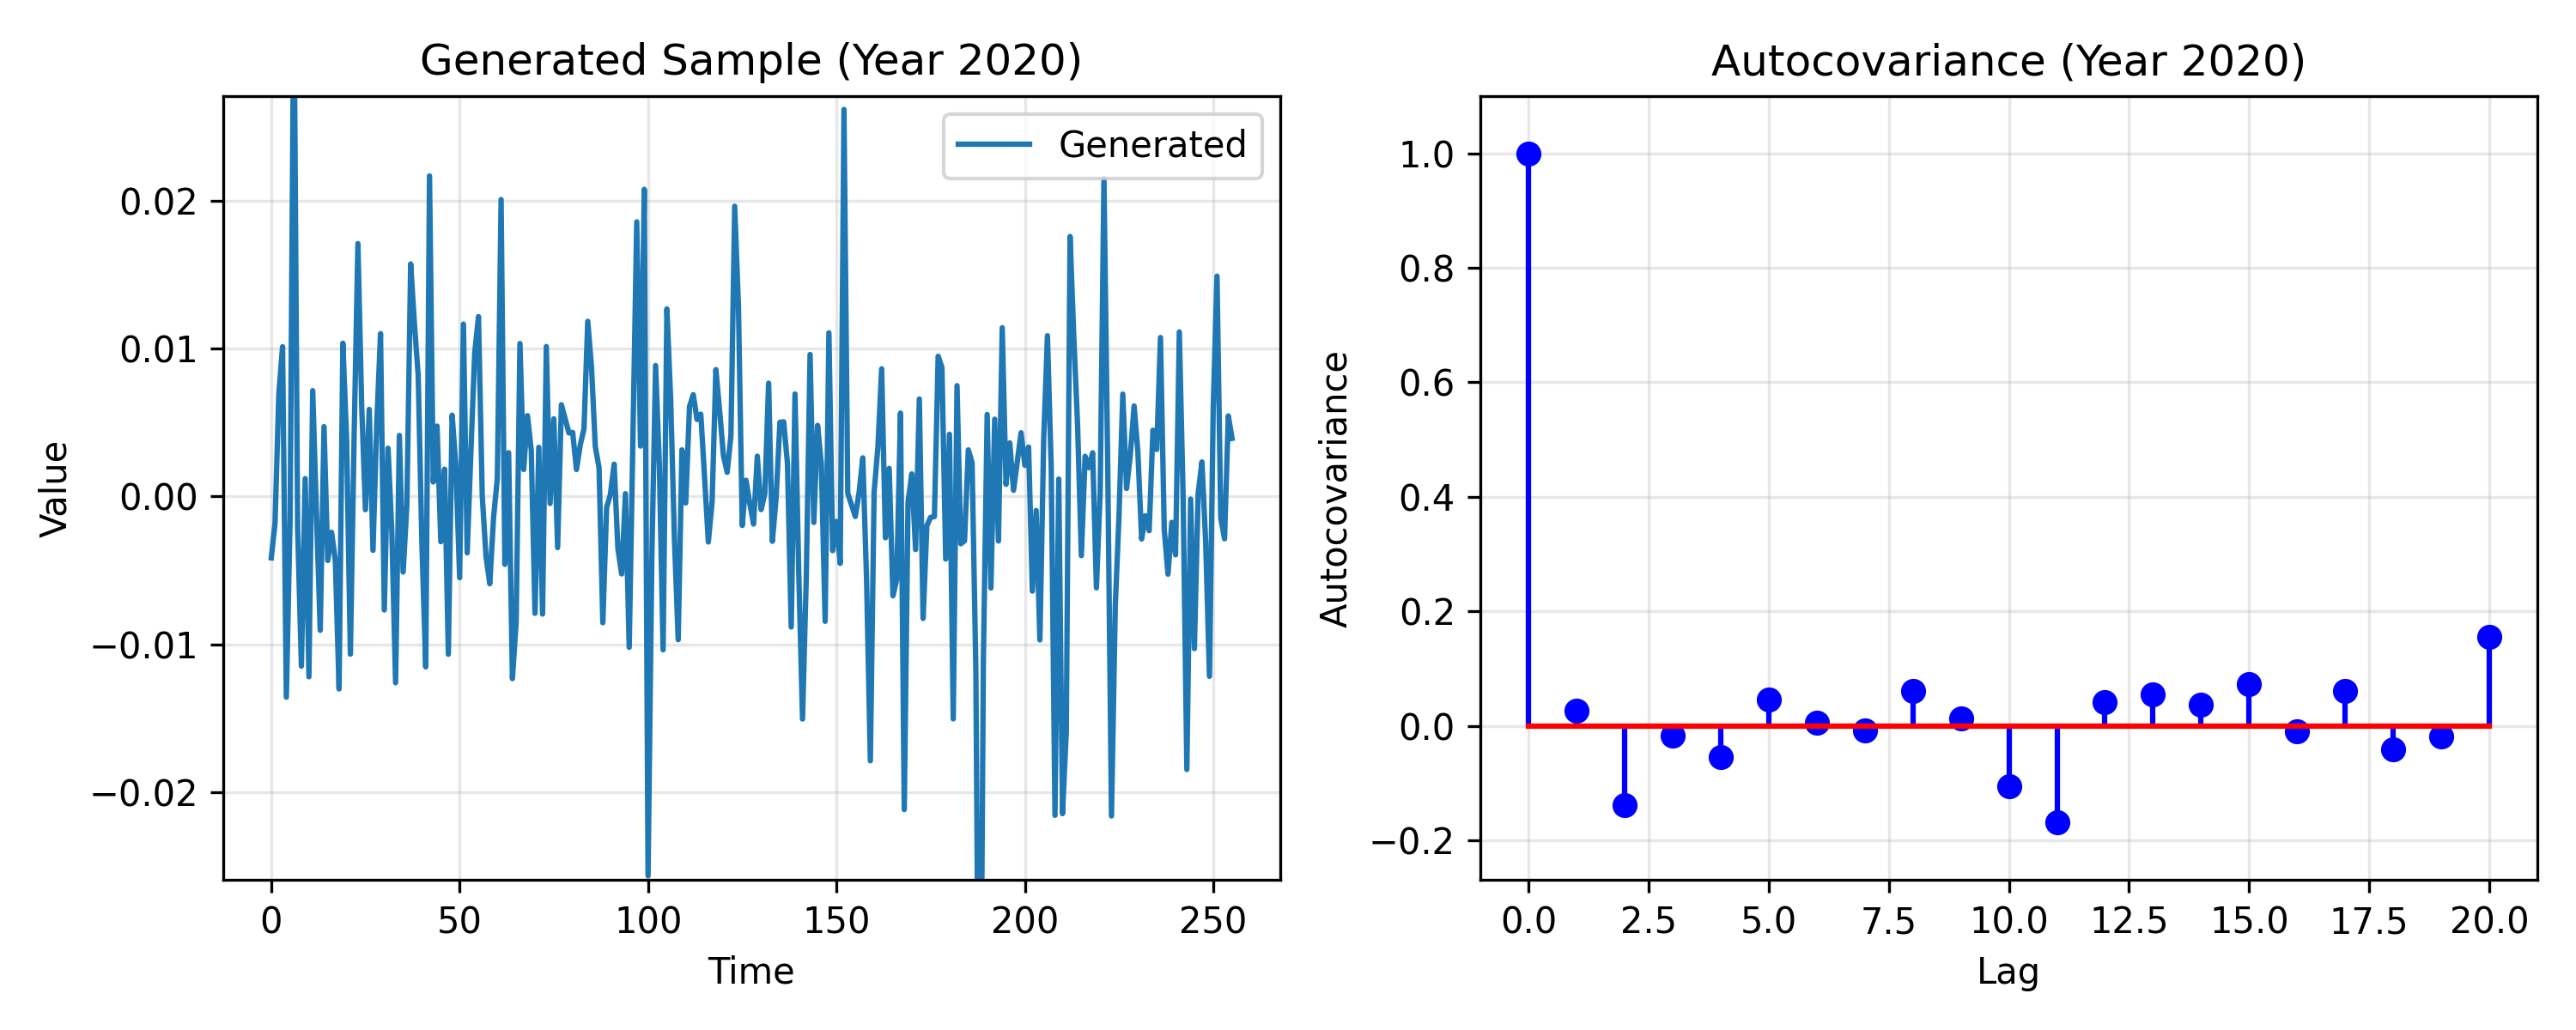 Generated Sample (Year 2020)
Generated
Value
0.02
0.01
0.00
−0.01
−0.02
0 50 100 150 200 250
Time
Autocovariance (Year 2020)
Autocovariance
1.0
0.8
0.6
0.4
0.2
0.0
−0.2
0.0 2.5 5.0 7.5 10.0 12.5 15.0 17.5 20.0
Lag